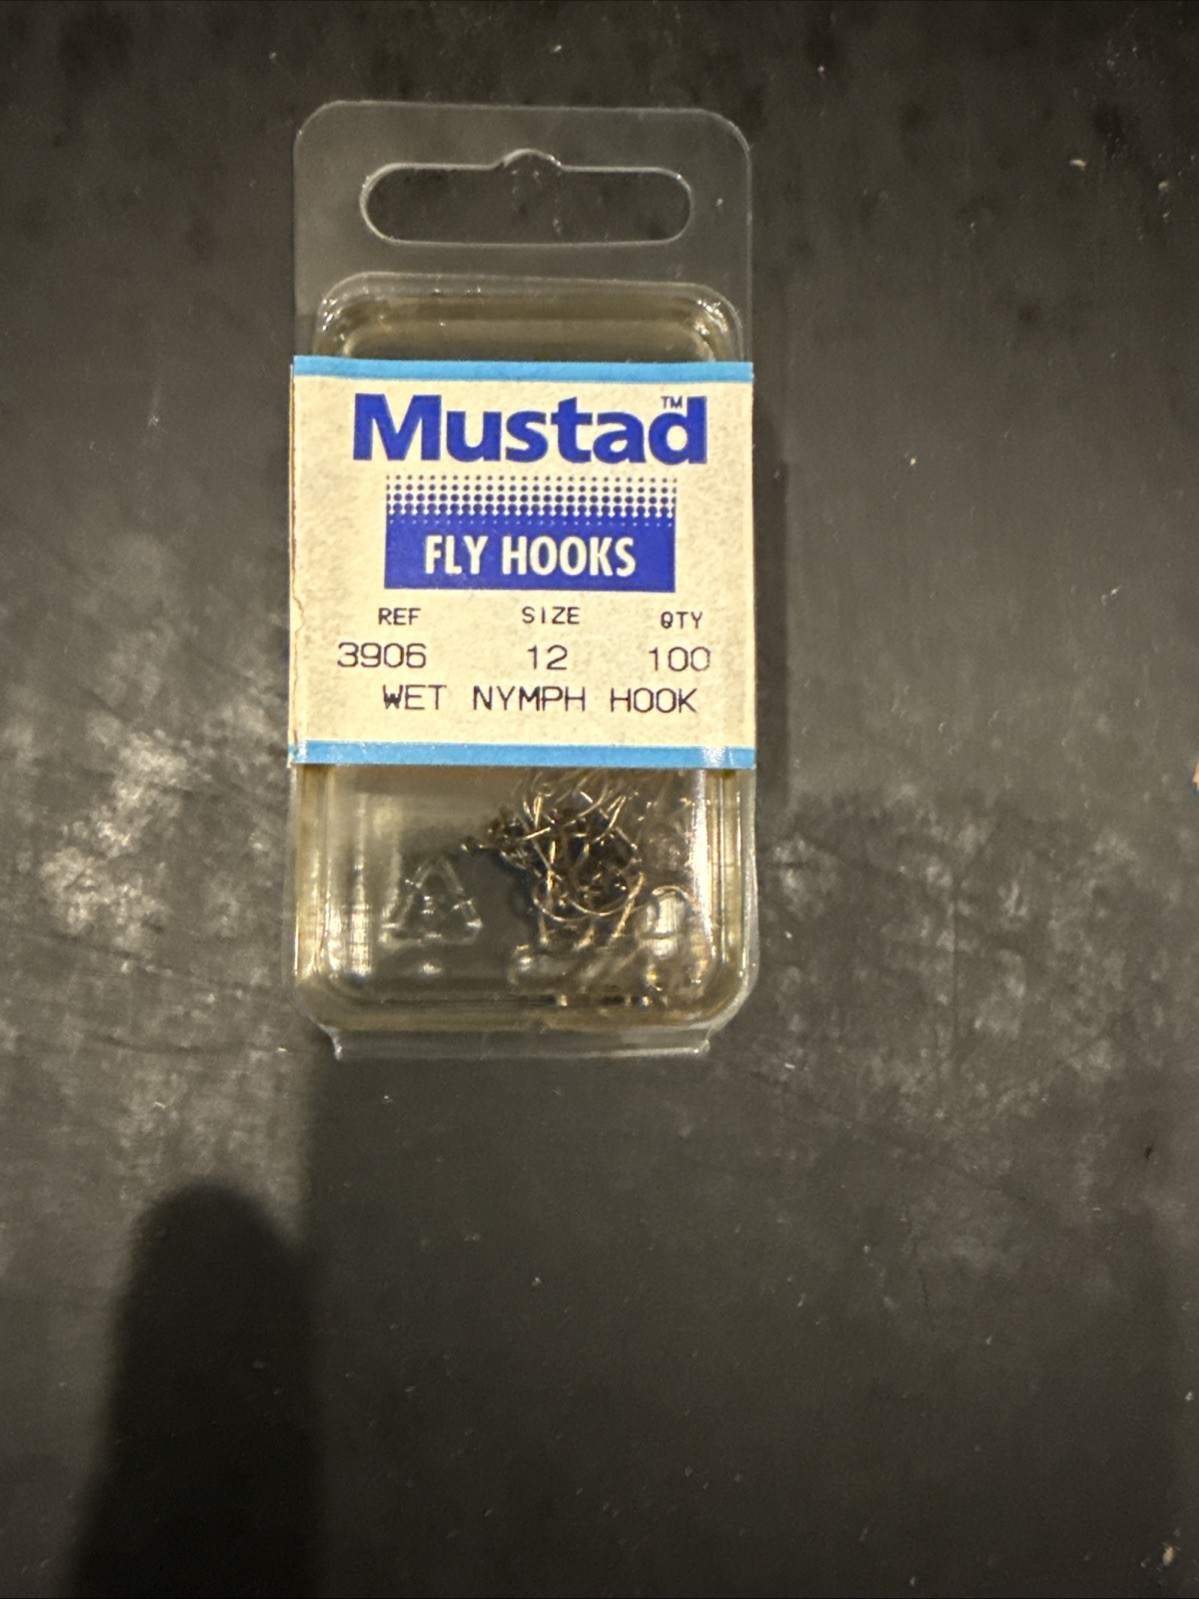 Mustad™
FLY HOOKS
REF SIZE QTY
3906 12 100
WET NYMPH HOOK